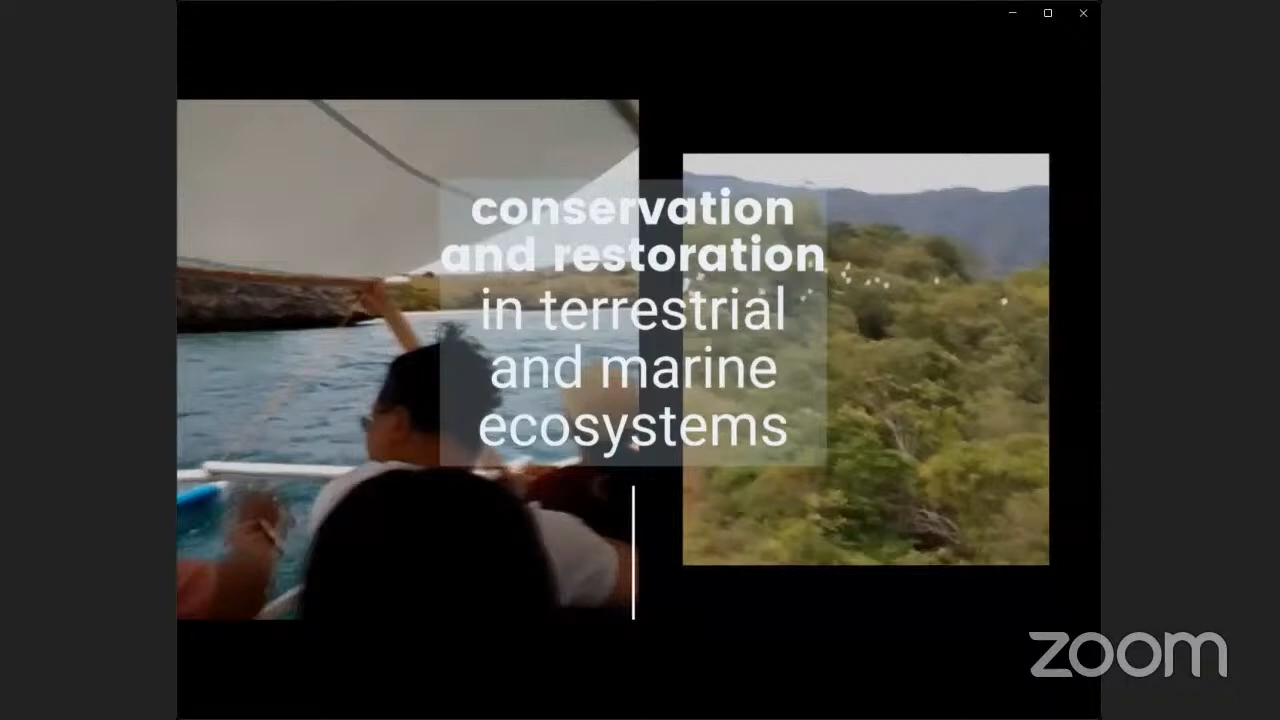 conservation
and restoration
in terrestrial
and marine
ecosystems
zoom